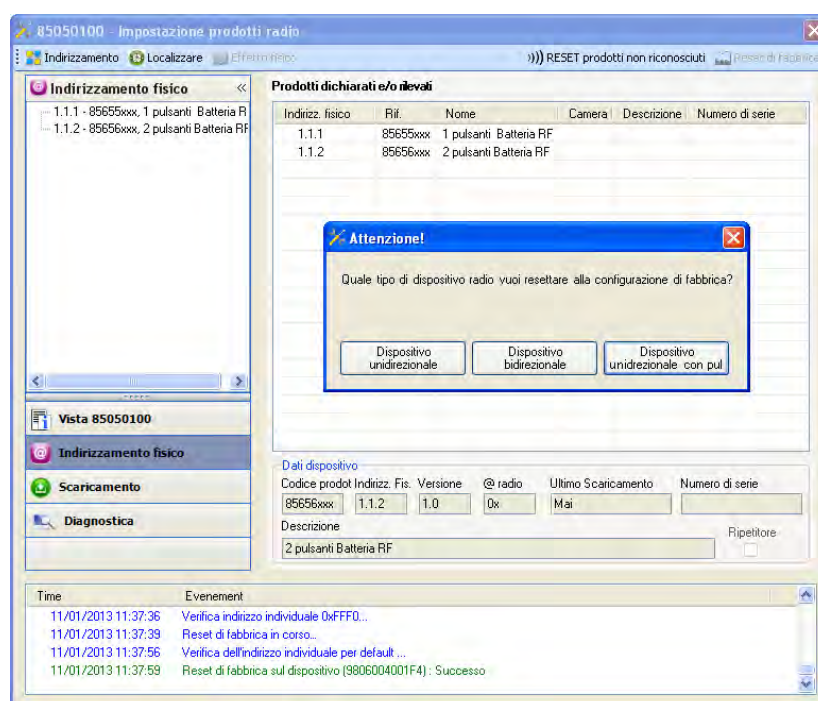 85050100 - Impostazione prodotti radio
Indirizzamento Localizzare Effetto fisico )))) RESET prodotti non riconosciuti Reset di fabbrica
Indirizzamento fisico «
1.1.1 - 85655xxx, 1 pulsanti Batteria R
1.1.2 - 85656xxx, 2 pulsanti Batteria RF
Prodotti dichiarati e/o rilevati
Indirizz. fisico Rif. Nome Camera Descrizione Numero di serie
1.1.1 85655xxx 1 pulsanti Batteria RF
1.1.2 85656xxx 2 pulsanti Batteria RF
Attenzione!
Quale tipo di dispositivo radio vuoi resettare alla configurazione di fabbrica?
Dispositivo unidirezionale
Dispositivo bidirezionale
Dispositivo unidrezionale con pul
Vista 85050100
Indirizzamento fisico
Scaricamento
Diagnostica
Dati dispositivo
Codice prodot Indirizz. Fis. Versione @ radio Ultimo Scaricamento Numero di serie
85656xxx 1.1.2 1.0 0x Mai
Descrizione
Ripetitore
2 pulsanti Batteria RF
Time Evenement
11/01/2013 11:37:36 Verifica indirizzo individuale 0xFFF0...
11/01/2013 11:37:39 Reset di fabbrica in corso...
11/01/2013 11:37:56 Verifica dell'indirizzo individuale per default ...
11/01/2013 11:37:59 Reset di fabbrica sul dispositivo (9806004001F4) : Successo